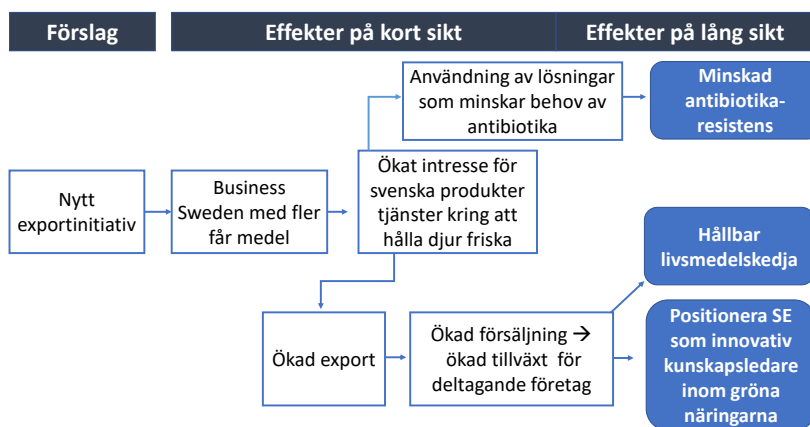 Förslag
Effekter på kort sikt
Effekter på lång sikt
Användning av lösningar
som minskar behov av
antibiotika
Minskad
antibiotika-
resistens
Nytt
exportinitiativ
Business
Sweden med fler
får medel
Ökat intresse för
svenska produkter
tjänster kring att
hålla djur friska
Hållbar
livsmedelskedja
Ökad export
Ökad försäljning →
ökad tillväxt för
deltagande företag
Positionera SE
som innovativ
kunskapsledare
inom gröna
näringarna